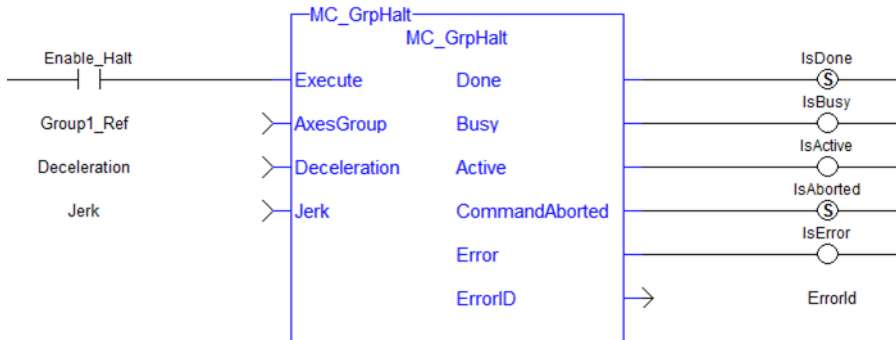 MC_GrpHalt
MC_GrpHalt
Enable_Halt
IsDone
Execute
Done
S
IsBusy
Group1_Ref
AxesGroup
Busy
IsActive
Deceleration
Deceleration
Active
IsAborted
Jerk
Jerk
CommandAborted
S
IsError
Error
ErrorID
ErrorId